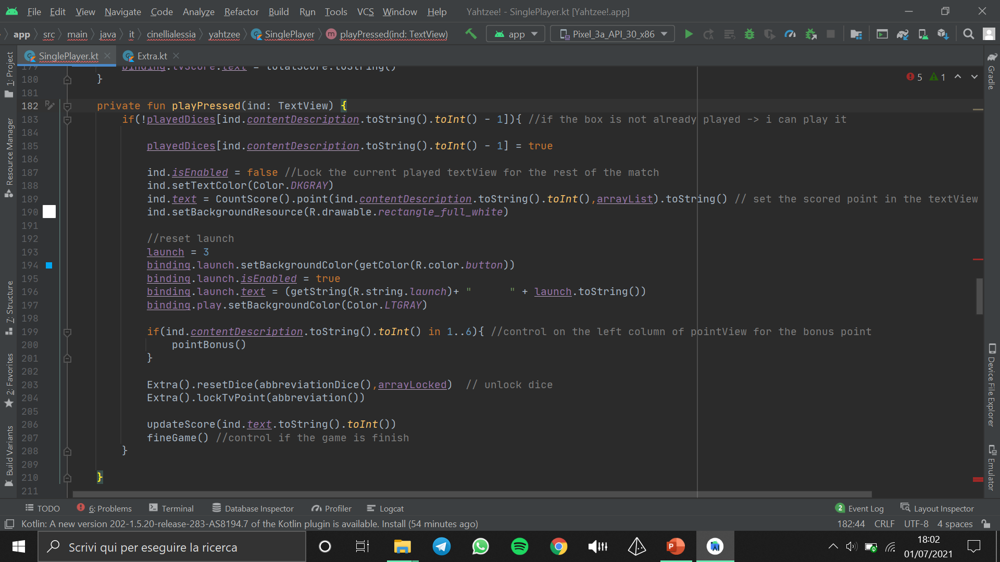 File Edit View Navigate Code Analyze Refactor Build Run Tools VCS Window Help Yahtzee! - SinglePlayer.kt [Yahtzee!.app]
app src main java it cinellialessia yahtzee SinglePlayer m playPressed(ind: TextView) app Pixel_3a_API_30_x86
SinglePlayer.kt Extra.kt
179 binding.tvScore.text = totalScore.toString()
180 }
5 1
181
182 private fun playPressed(ind: TextView) {
183 if(!playedDices[ind.contentDescription.toString().toInt() - 1]){ //if the box is not already played -> i can play it
184
185 playedDices[ind.contentDescription.toString().toInt() - 1] = true
186
187 ind.isEnabled = false //Lock the current played textView for the rest of the match
188 ind.setTextColor(Color.DKGRAY)
189 ind.text = CountScore().point(ind.contentDescription.toString().toInt(),arrayList).toString() // set the scored point in the textView
190 ind.setBackgroundResource(R.drawable.rectangle_full_white)
191
192 //reset launch
193 launch = 3
194 binding.launch.setBackgroundColor(getColor(R.color.button))
195 binding.launch.isEnabled = true
196 binding.launch.text = (getString(R.string.launch)+ "      " + launch.toString())
197 binding.play.setBackgroundColor(Color.LTGRAY)
198
199 if(ind.contentDescription.toString().toInt() in 1..6){ //control on the left column of pointView for the bonus point
200 pointBonus()
201 }
202
203 Extra().resetDice(abbreviationDice(),arrayLocked)  // unlock dice
204 Extra().lockTvPoint(abbreviation())
205
206 updateScore(ind.text.toString().toInt())
207 fineGame() //control if the game is finish
208 }
209
210 }
211
1: Project
Resource Manager
7: Structure
2: Favorites
Build Variants
Gradle
Device File Explorer
Emulator
TODO 6: Problems Terminal Database Inspector Profiler Logcat 2 Event Log Layout Inspector
Kotlin: A new version 202-1.5.20-release-283-AS8194.7 of the Kotlin plugin is available. Install (54 minutes ago) 182:44 CRLF UTF-8 4 spaces
Scrivi qui per eseguire la ricerca
18:02
01/07/2021